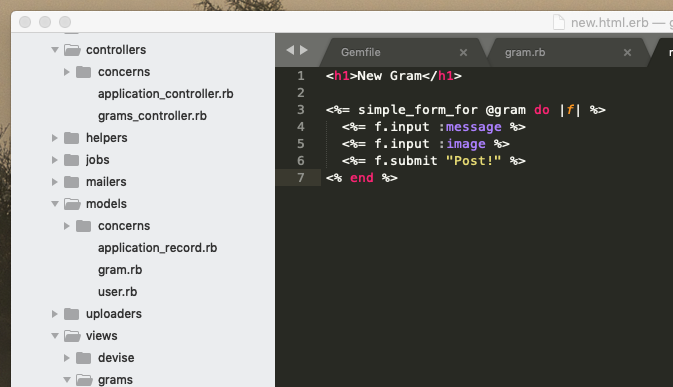 new.html.erb —
controllers
concerns
application_controller.rb
grams_controller.rb
helpers
jobs
mailers
models
concerns
application_record.rb
gram.rb
user.rb
uploaders
views
devise
grams
Gemfile
gram.rb
1 <h1>New Gram</h1>
2
3 <%= simple_form_for @gram do |f| %>
4 <%= f.input :message %>
5 <%= f.input :image %>
6 <%= f.submit "Post!" %>
7 <% end %>